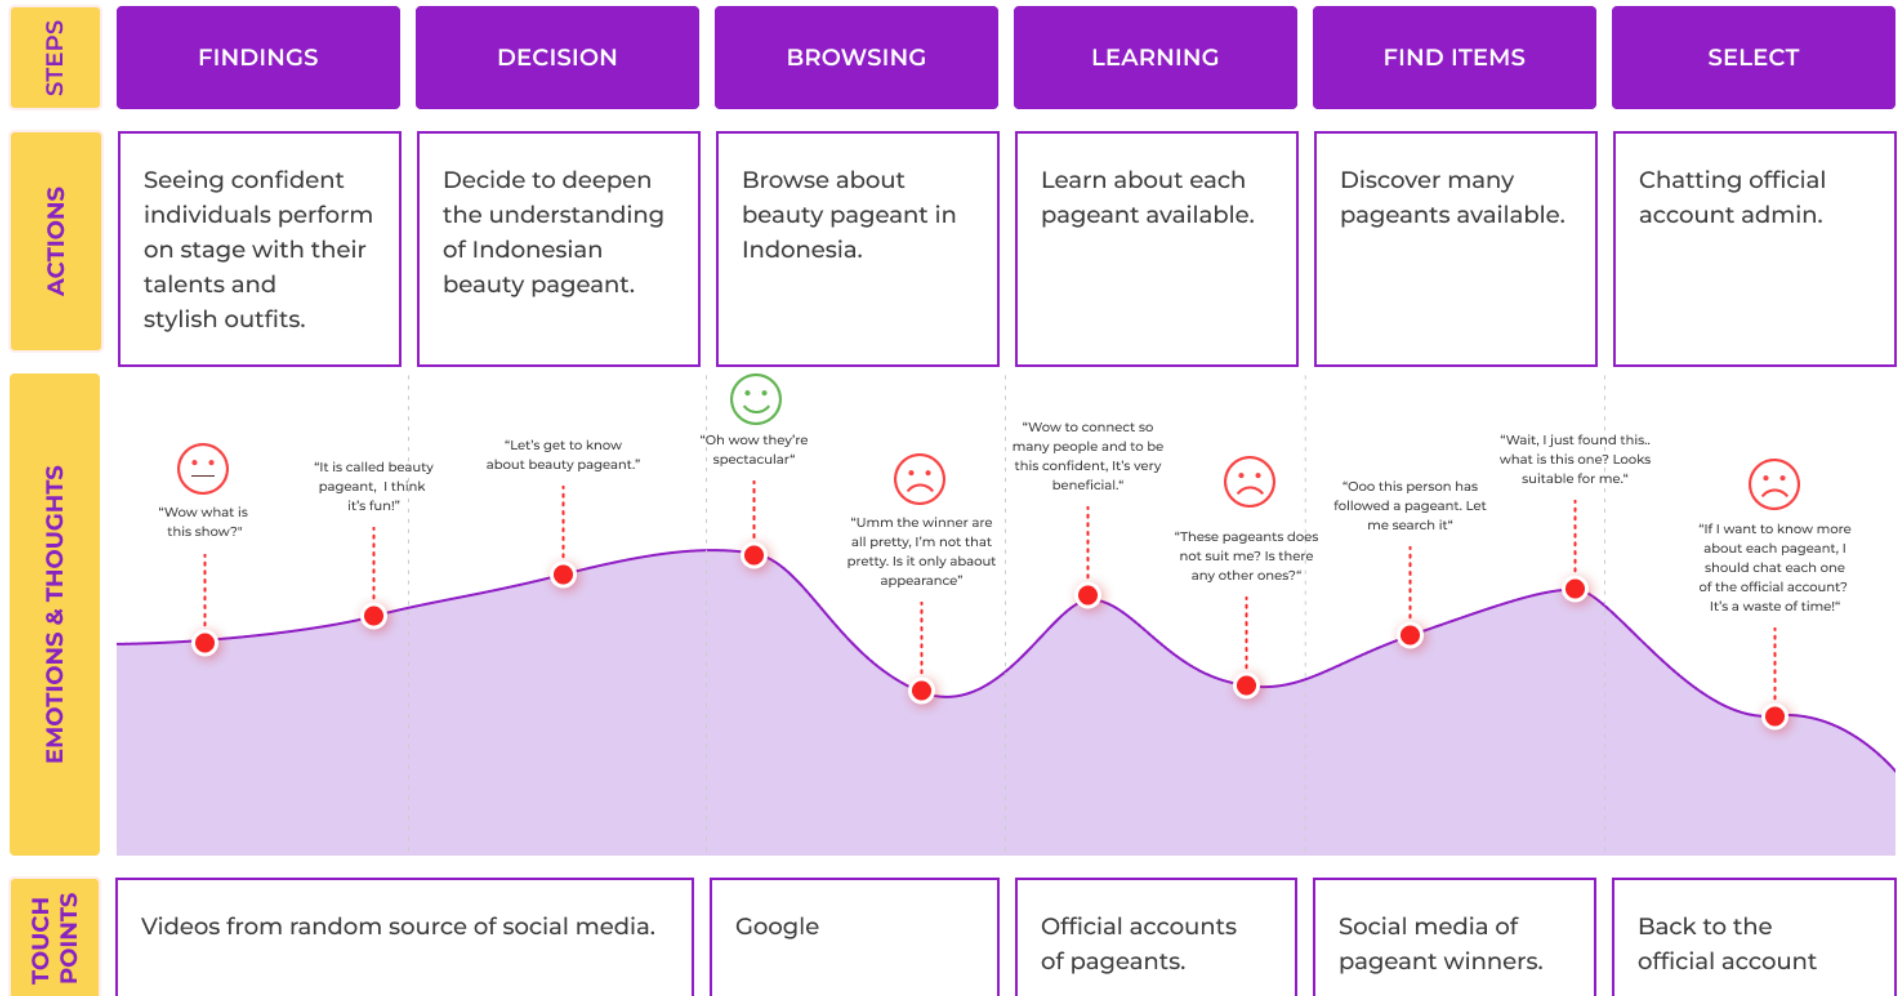 STEPS
FINDINGS
DECISION
BROWSING
LEARNING
FIND ITEMS
SELECT
ACTIONS
Seeing confident
individuals perform
on stage with their
talents and
stylish outfits.
Decide to deepen
the understanding
of Indonesian
beauty pageant.
Browse about
beauty pageant in
Indonesia.
Learn about each
pageant available.
Discover many
pageants available.
Chatting official
account admin.
EMOTIONS & THOUGHTS
“Wow what is
this show?"
“It is called beauty
pageant, I think
it’s fun!”
“Let’s get to know
about beauty pageant.”
“Oh wow they’re
spectacular“
“Umm the winner are
all pretty, I’m not that
pretty. Is it only abaout
appearance”
“Wow to connect so
many people and to be
this confident, It’s very
beneficial.“
“These pageants does
not suit me? Is there
any other ones?“
“Ooo this person has
followed a pageant. Let
me search it“
“Wait, I just found this..
what is this one? Looks
suitable for me.“
“If I want to know more
about each pageant, I
should chat each one
of the official account?
It’s a waste of time!“
TOUCH
POINTS
Videos from random source of social media.
Google
Official accounts
of pageants.
Social media of
pageant winners.
Back to the
official account